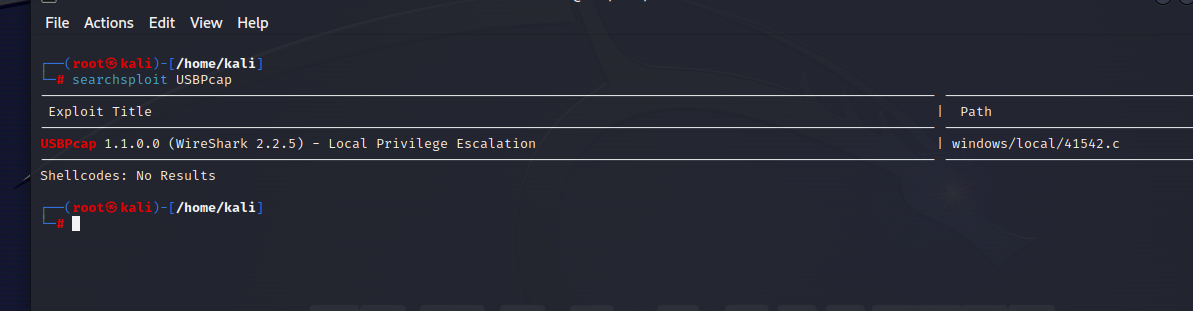 File Actions Edit View Help
┌──(root㉿kali)-[/home/kali]
└─# searchsploit USBPcap
Exploit Title | Path
USBPcap 1.1.0.0 (WireShark 2.2.5) - Local Privilege Escalation | windows/local/41542.c
Shellcodes: No Results
┌──(root㉿kali)-[/home/kali]
└─#